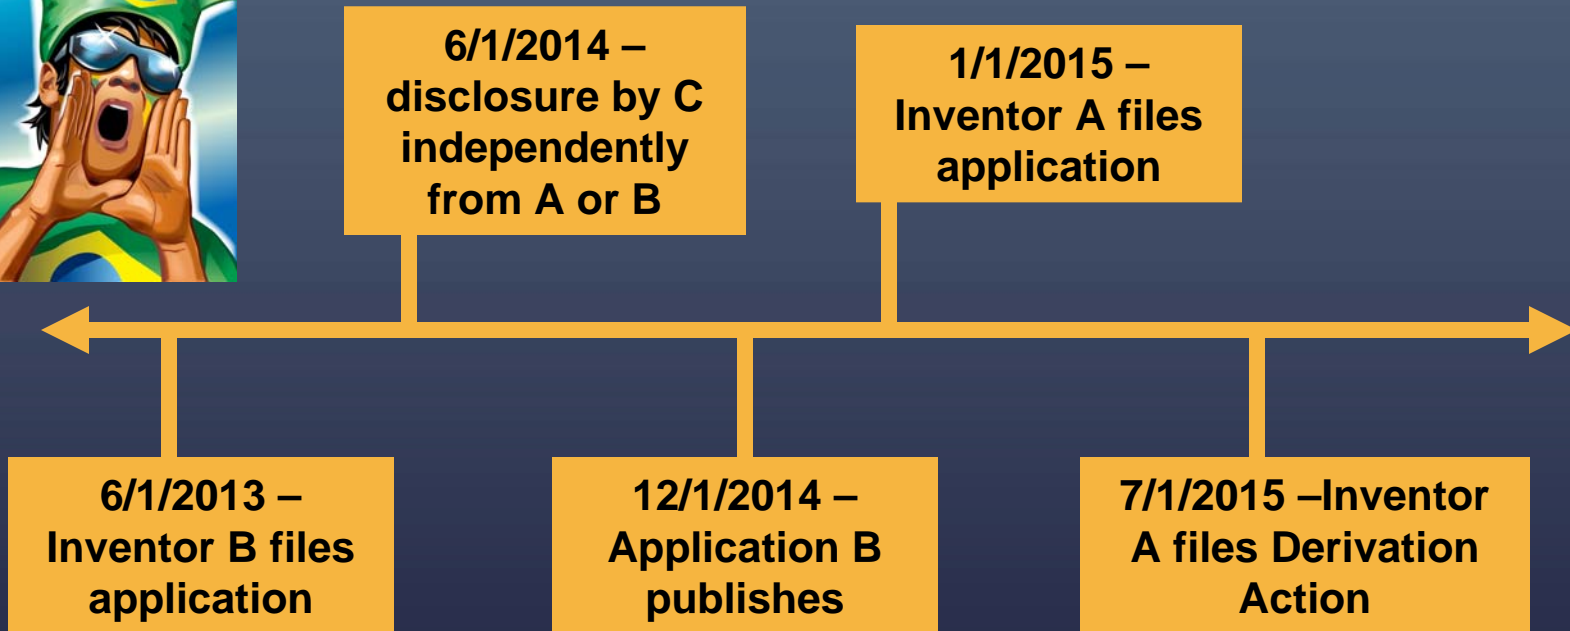 6/1/2014 –
disclosure by C
independently
from A or B
1/1/2015 –
Inventor A files
application
6/1/2013 –
Inventor B files
application
12/1/2014 –
Application B
publishes
7/1/2015 –Inventor
A files Derivation
Action